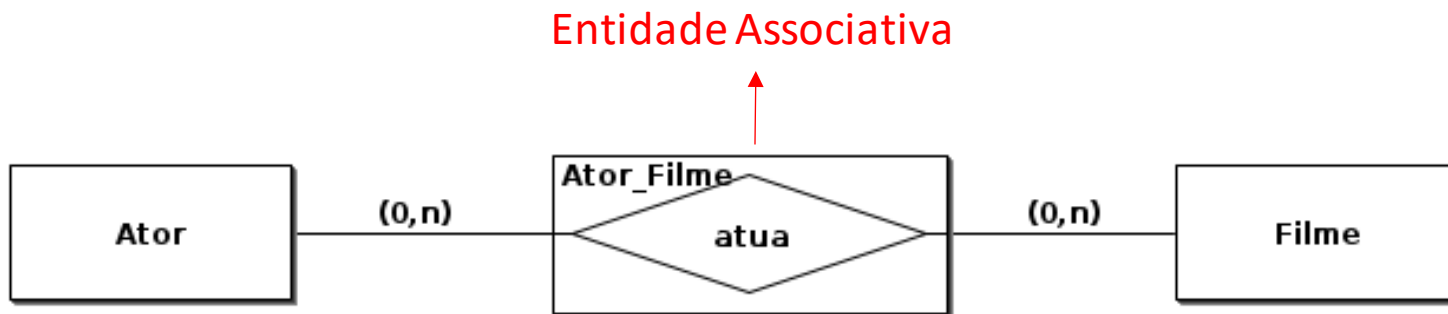 Entidade Associativa
Ator_Filme
Ator
(0,n)
atua
(0,n)
Filme